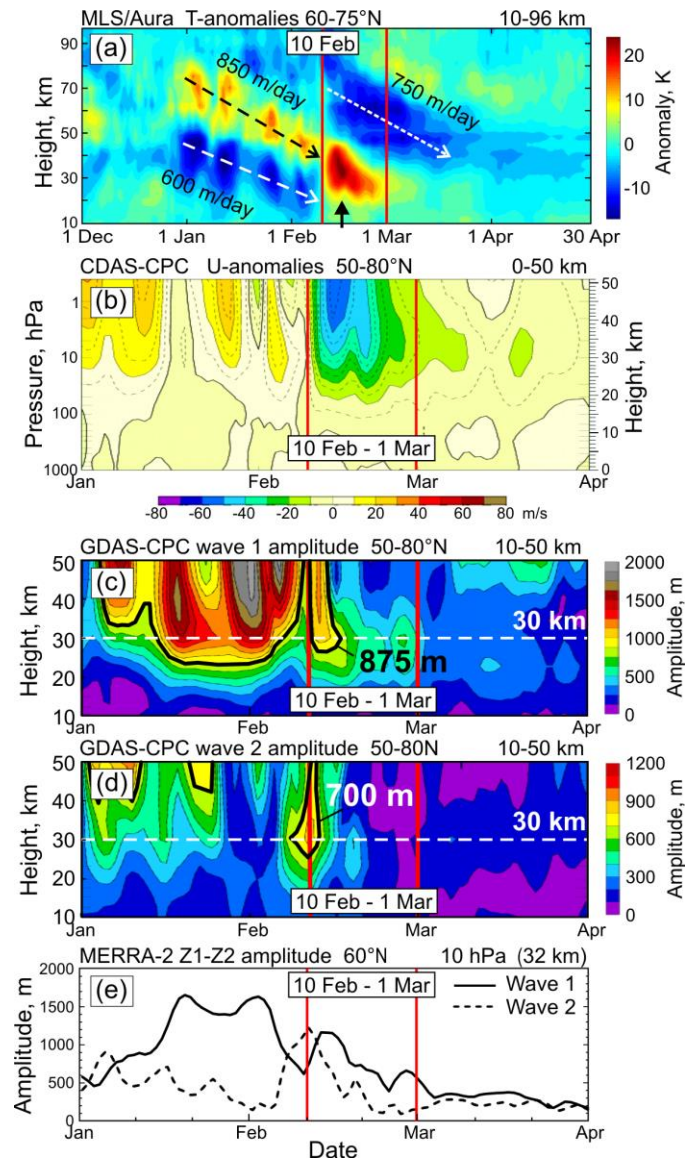 MLS/Aura T-anomalies 60-75°N 10-96 km
(a)
10 Feb
850 m/day
750 m/day
600 m/day
Height, km
90
70
50
30
10
1 Dec 1 Jan 1 Feb 1 Mar 1 Apr 30 Apr
20
10
0
-10
Anomaly, K
CDAS-CPC U-anomalies 50-80°N 0-50 km
(b)
Pressure, hPa
1
10
100
1000
50
40
30
20
10
0
Height, km
10 Feb - 1 Mar
Jan Feb Mar Apr
-80 -60 -40 -20 0 20 40 60 80 m/s
GDAS-CPC wave 1 amplitude 50-80°N 10-50 km
(c)
Height, km
50
40
30
20
10
30 km
875 m
10 Feb - 1 Mar
Jan Feb Mar Apr
2000
1500
1000
500
0
Amplitude, m
GDAS-CPC wave 2 amplitude 50-80N 10-50 km
(d)
Height, km
50
40
30
20
10
700 m
30 km
10 Feb - 1 Mar
Jan Feb Mar Apr
1200
900
600
300
0
Amplitude, m
MERRA-2 Z1-Z2 amplitude 60°N 10 hPa (32 km)
(e)
10 Feb - 1 Mar
Wave 1
Wave 2
Amplitude, m
2000
1500
1000
500
0
Jan Feb Mar Apr
Date